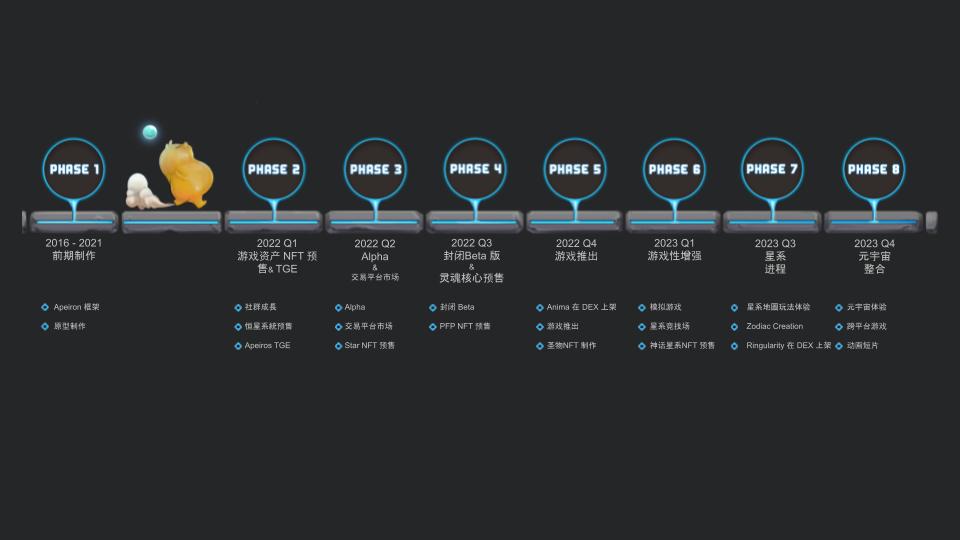 PHASE 1
PHASE 2
PHASE 3
PHASE 4
PHASE 5
PHASE 6
PHASE 7
PHASE 8
2016 - 2021
前期制作
Apeiron 框架
原型制作
2022 Q1
游戏资产 NFT 预
售& TGE
社群成長
恒星系統預售
Apeiros TGE
2022 Q2
Alpha
&
交易平台市场
Alpha
交易平台市场
Star NFT 预售
2022 Q3
封闭Beta 版
&
灵魂核心预售
封闭 Beta
PFP NFT 预售
2022 Q4
游戏推出
Anima 在 DEX 上架
游戏推出
圣物NFT 制作
2023 Q1
游戏性增强
模拟游戏
星系竞技场
神话星系NFT 预售
2023 Q3
星系
进程
星系地圖玩法体验
Zodiac Creation
Ringularity 在 DEX 上架
2023 Q4
元宇宙
整合
元宇宙体验
跨平台游戏
动画短片